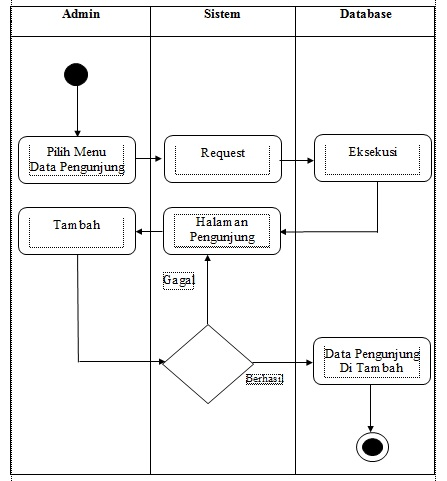 Admin
Sistem
Database
Pilih Menu
Data Pengunjung
Request
Eksekusi
Tambah
Halaman
Pengunjung
Gagal
Berhasil
Data Pengunjung
Di Tambah